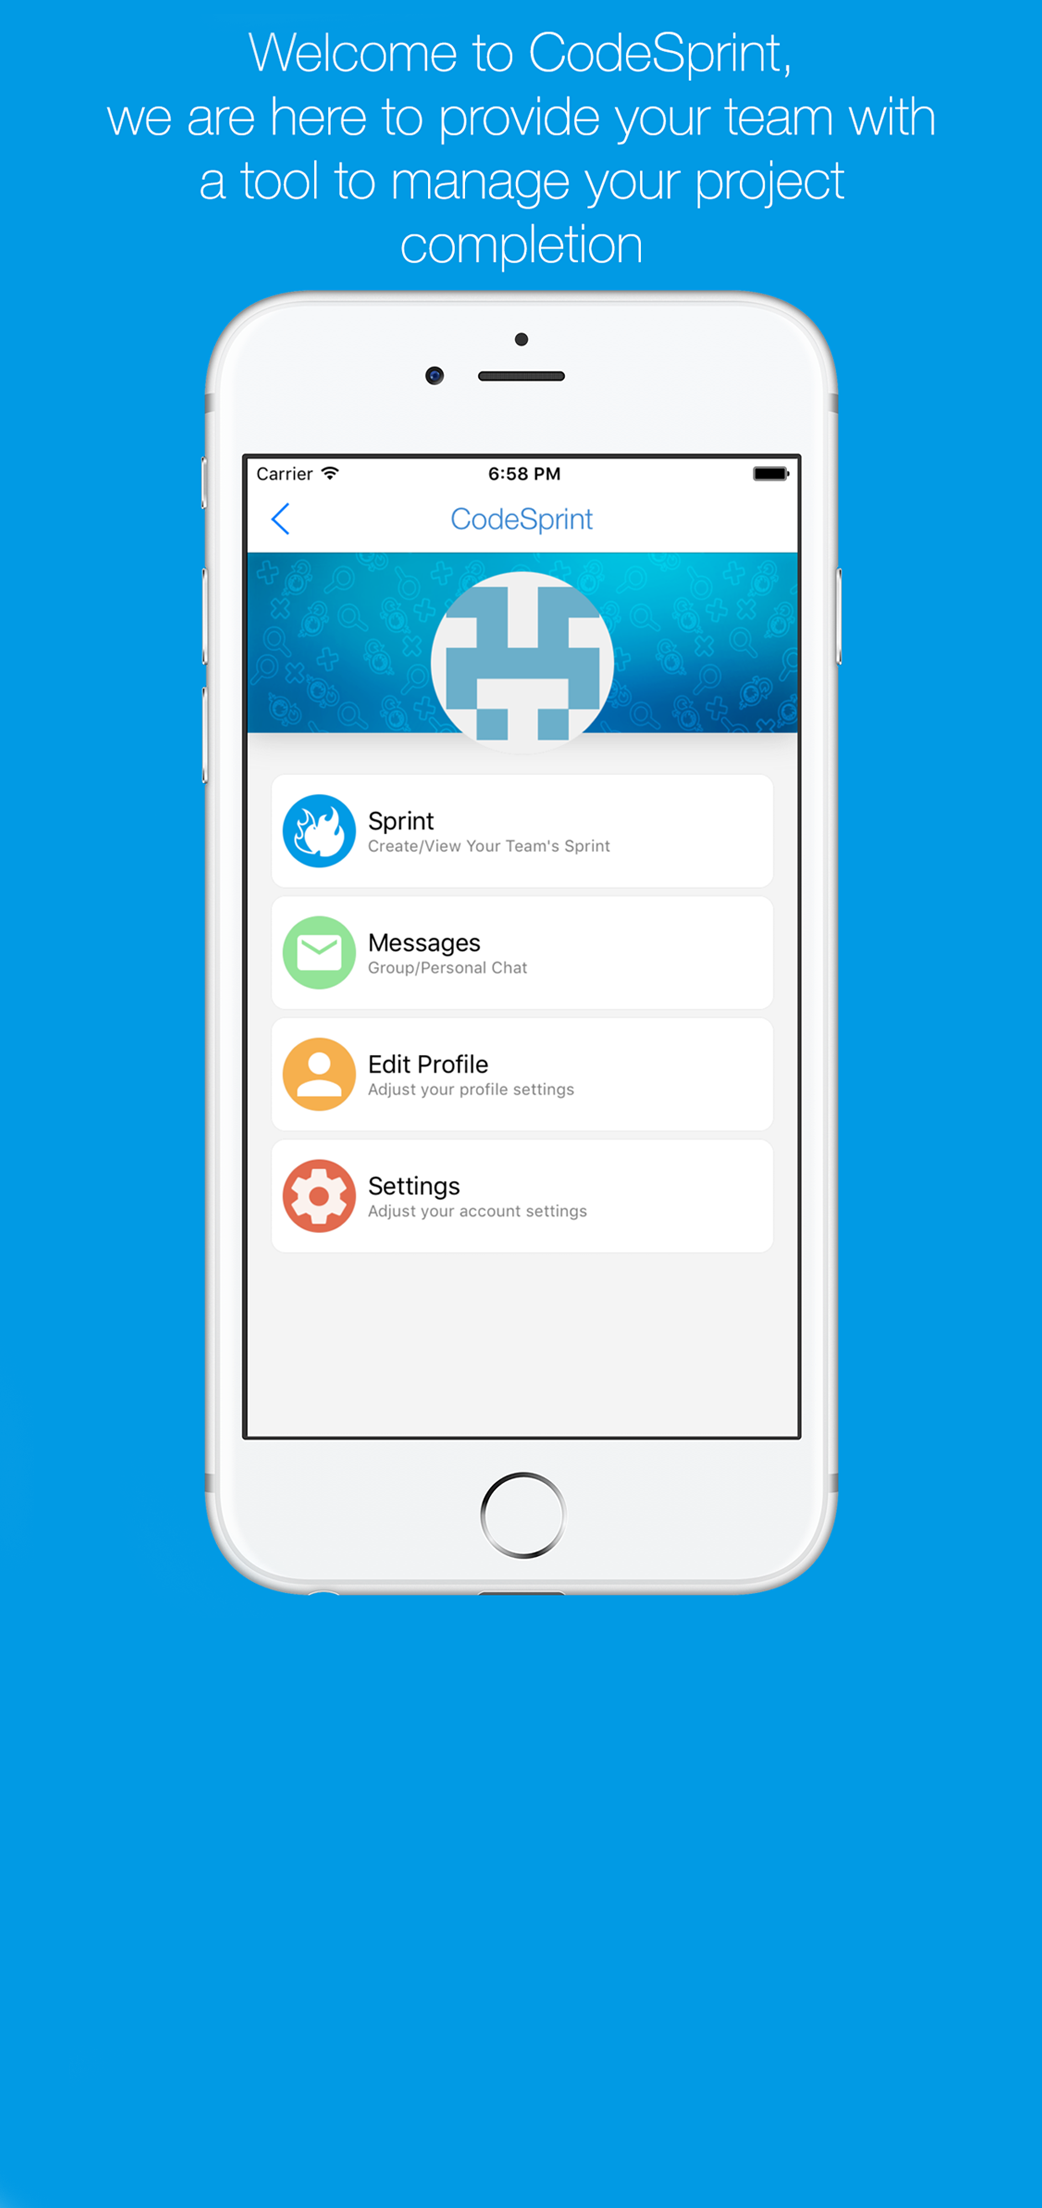 Welcome to CodeSprint,
we are here to provide your team with
a tool to manage your project
completion
Carrier 6:58 PM
CodeSprint
Sprint
Create/View Your Team's Sprint
Messages
Group/Personal Chat
Edit Profile
Adjust your profile settings
Settings
Adjust your account settings